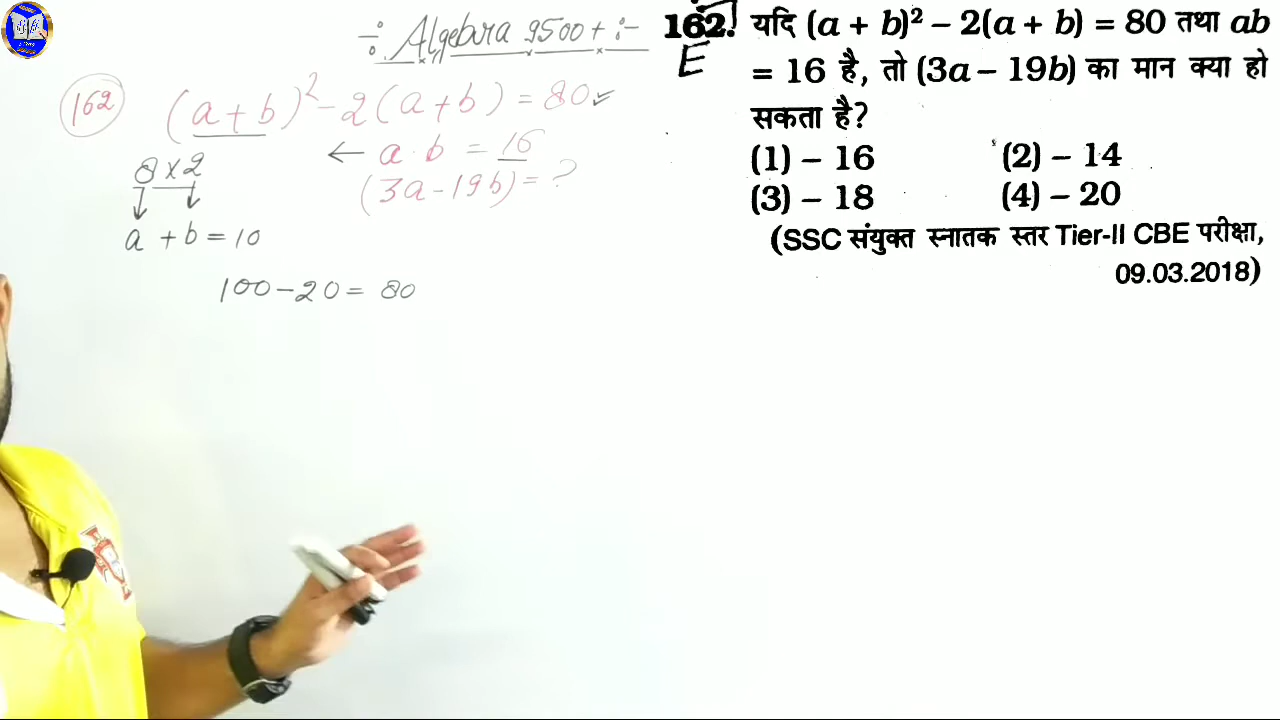 ÷ Algebra 9500+ :-
162 (a + b)² - 2(a + b) = 80 ✓
8 × 2 ← a · b = 16
(3a - 19b) = ?
a + b = 10
100 - 20 = 80
162. यदि (a + b)² – 2(a + b) = 80 तथा ab
E = 16 है, तो (3a – 19b) का मान क्या हो
सकता है?
(1) – 16 (2) – 14
(3) – 18 (4) – 20
(SSC संयुक्त स्नातक स्तर Tier-II CBE परीक्षा,
09.03.2018)